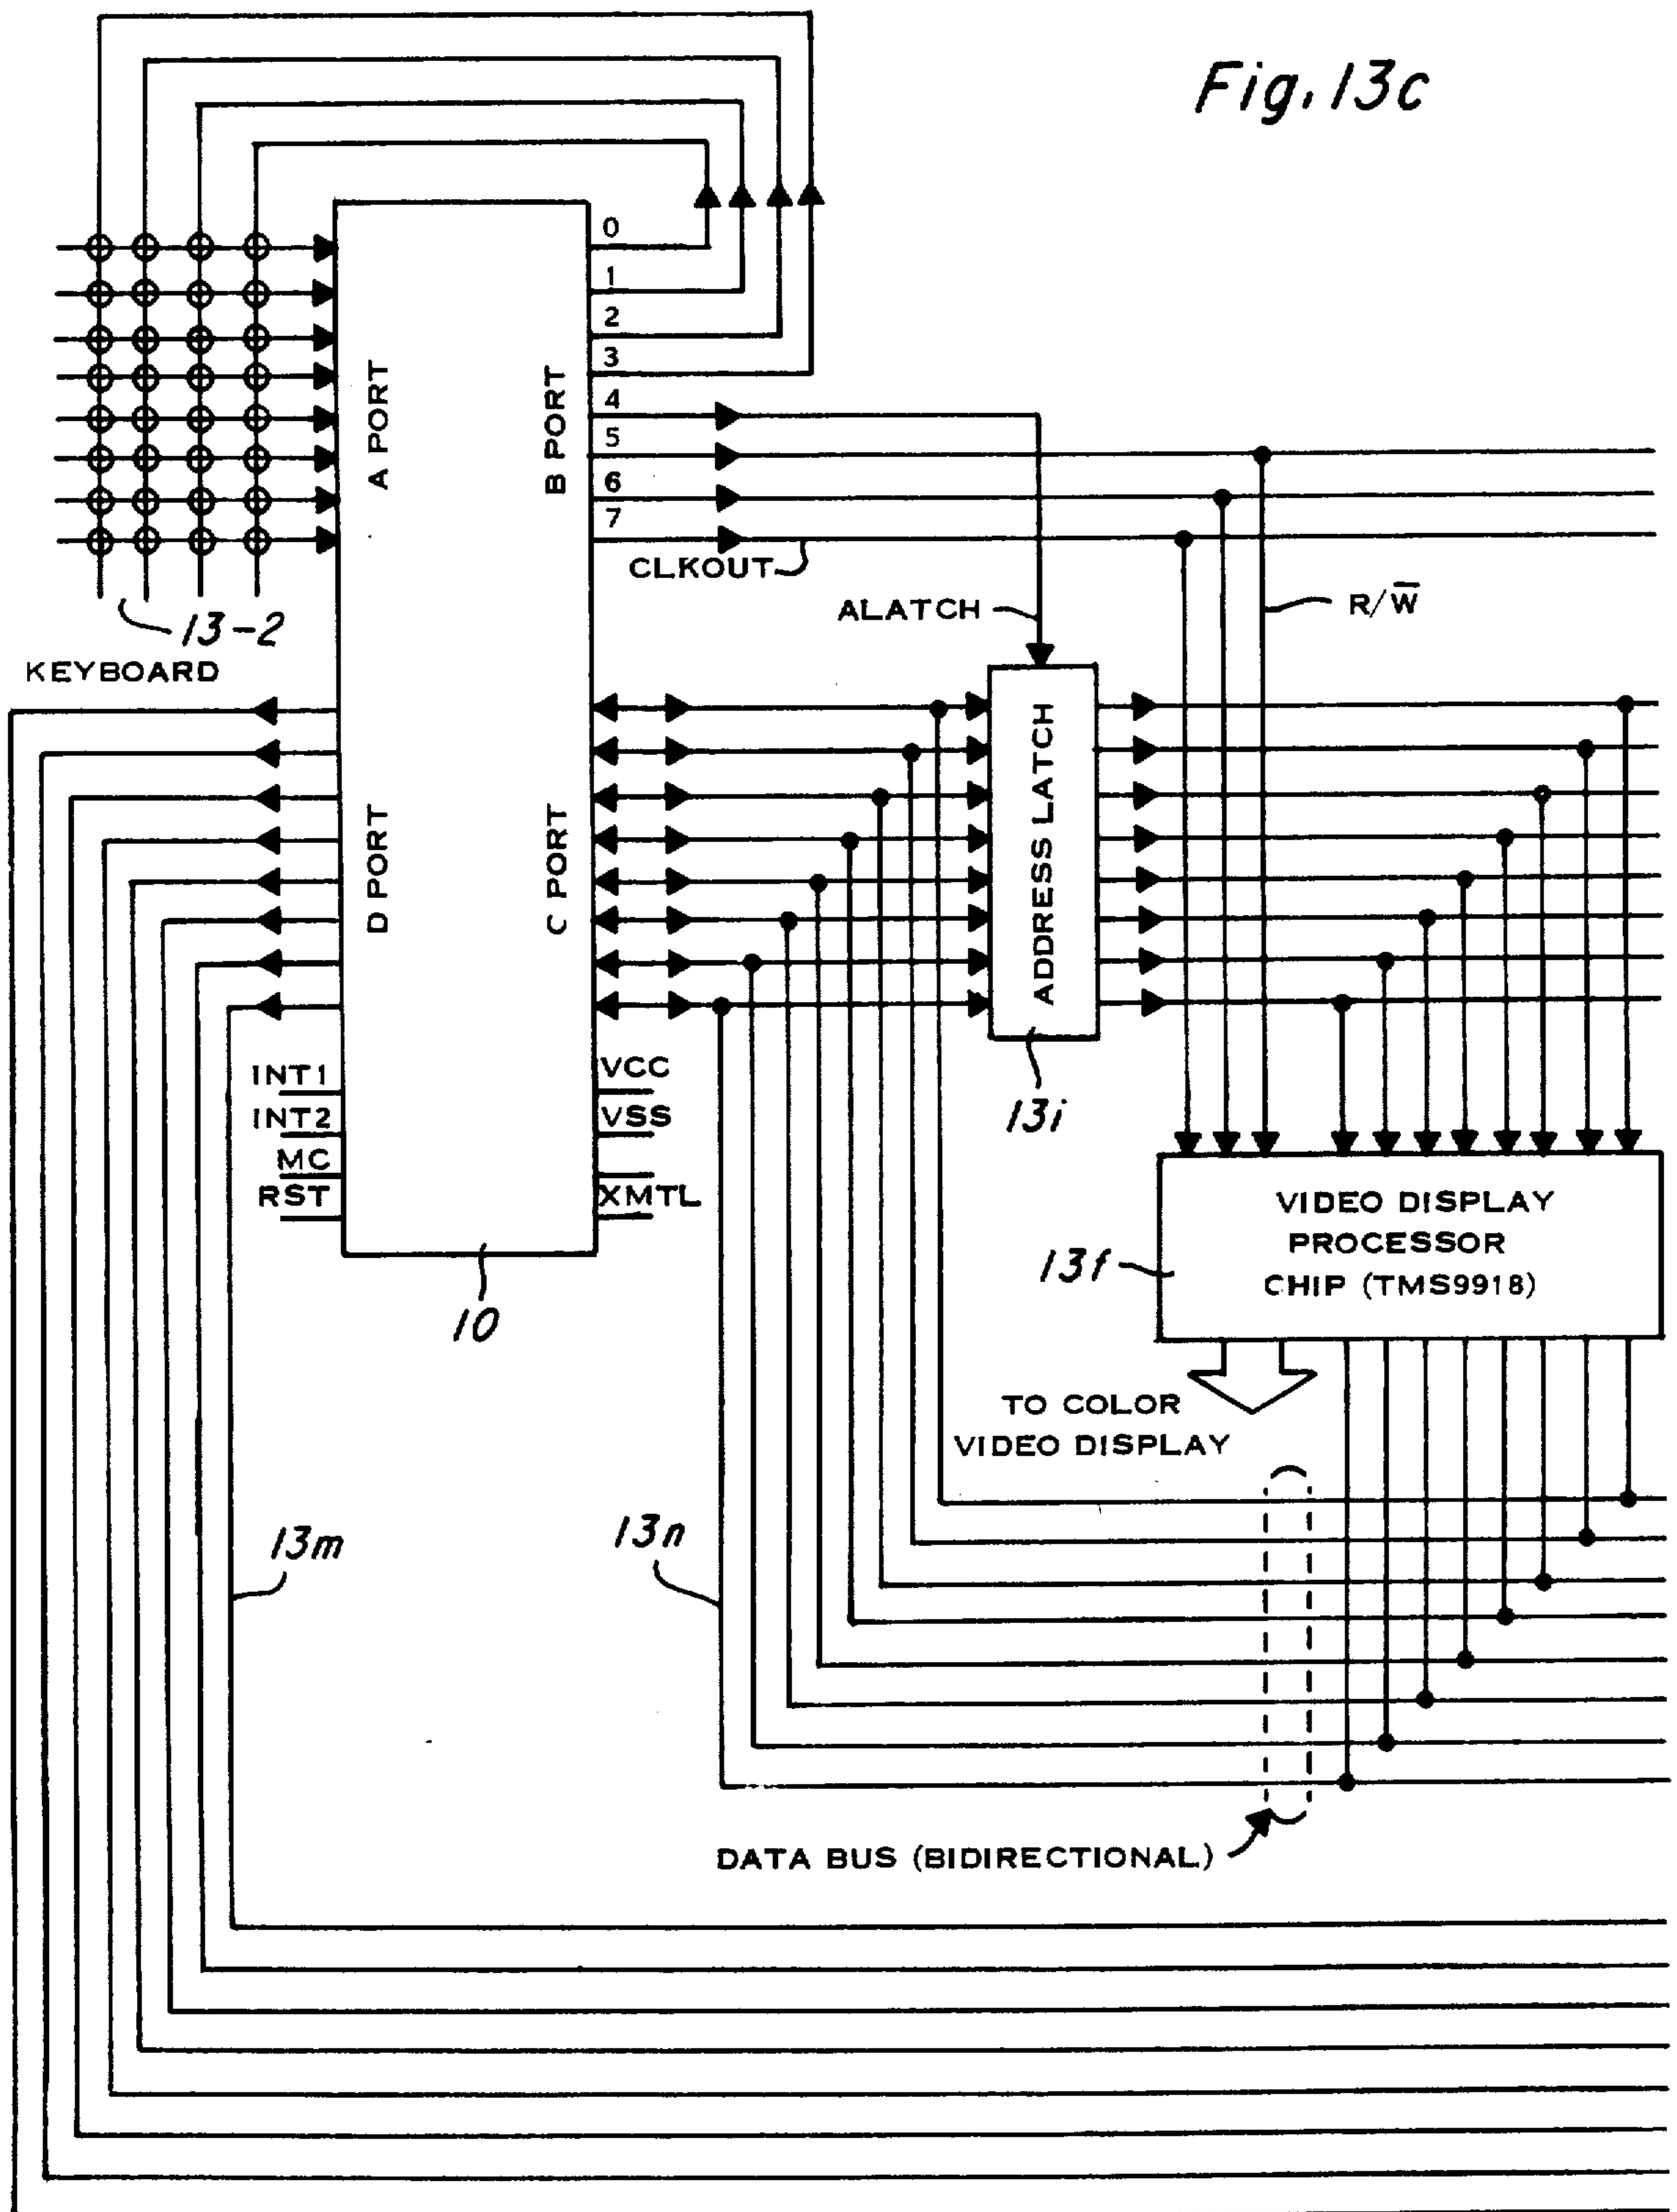 Fig. 13c
0
1
2
3
4
5
6
7
A PORT
B PORT
CLKOUT
ALATCH
R/W̅
13-2
KEYBOARD
D PORT
C PORT
ADDRESS LATCH
13i
INT1
INT2
MC
RST
VCC
VSS
XMTL
10
VIDEO DISPLAY
PROCESSOR
CHIP (TMS9918)
13f
TO COLOR
VIDEO DISPLAY
13m
13n
DATA BUS (BIDIRECTIONAL)